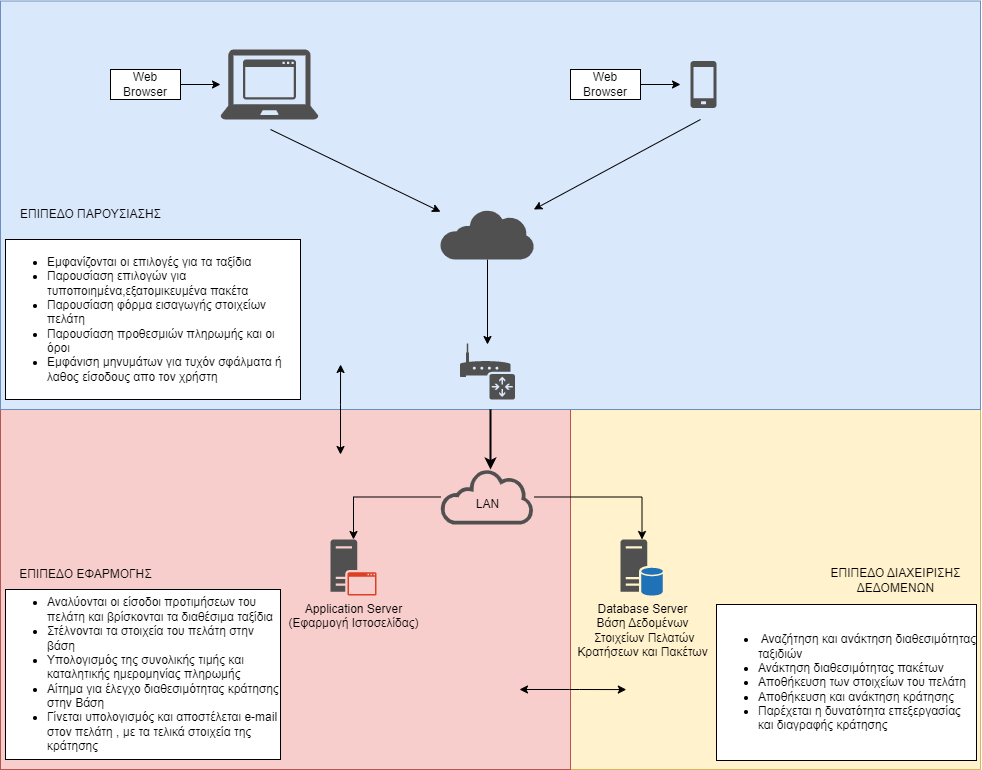 Web
Browser
Web
Browser
ΕΠΙΠΕΔΟ ΠΑΡΟΥΣΙΑΣΗΣ
Εμφανίζονται οι επιλογές για τα ταξίδια
Παρουσίαση επιλογών για
τυποποιημένα,εξατομικευμένα πακέτα
Παρουσίαση φόρμα εισαγωγής στοιχείων
πελάτη
Παρουσίαση προθεσμιών πληρωμής και οι
όροι
Εμφάνιση μηνυμάτων για τυχόν σφάλματα ή
λαθος είσοδους απο τον χρήστη
LAN
ΕΠΙΠΕΔΟ ΕΦΑΡΜΟΓΗΣ
Αναλύονται οι είσοδοι προτιμήσεων του
πελάτη και βρίσκονται τα διαθέσιμα ταξίδια
Στέλνονται τα στοιχεία του πελάτη στην
βάση
Υπολογισμός της συνολικής τιμής και
καταλητικής ημερομηνίας πληρωμής
Αίτημα για έλεγχο διαθεσιμότητας κράτησης
στην Βάση
Γίνεται υπολογισμός και αποστέλεται e-mail
στον πελάτη , με τα τελικά στοιχεία της
κράτησης
Application Server
(Εφαρμογή Ιστοσελίδας)
Database Server
Βάση Δεδομένων
Στοιχείων Πελατών
Κρατήσεων και Πακέτων
ΕΠΙΠΕΔΟ ΔΙΑΧΕΙΡΙΣΗΣ
ΔΕΔΟΜΕΝΩΝ
Αναζήτηση και ανάκτηση διαθεσιμότητας
ταξιδιών
Ανάκτηση διαθεσιμότητας πακέτων
Αποθήκευση των στοιχείων του πελάτη
Αποθήκευση και ανάκτηση κράτησης
Παρέχεται η δυνατότητα επεξεργασίας
και διαγραφής κράτησης